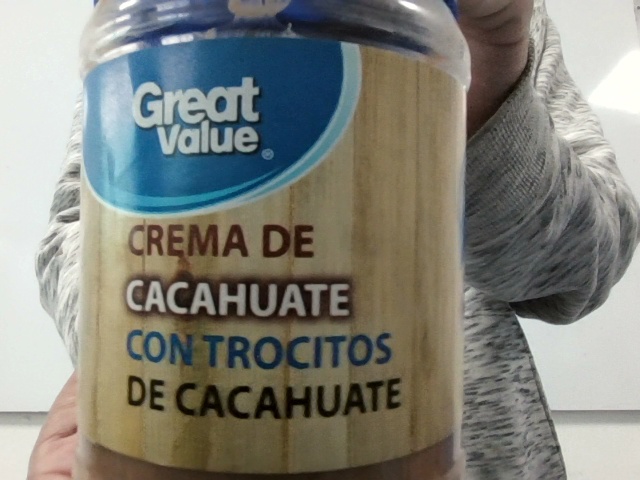 Great
Value®
CREMA DE
CACAHUATE
CON TROCITOS
DE CACAHUATE